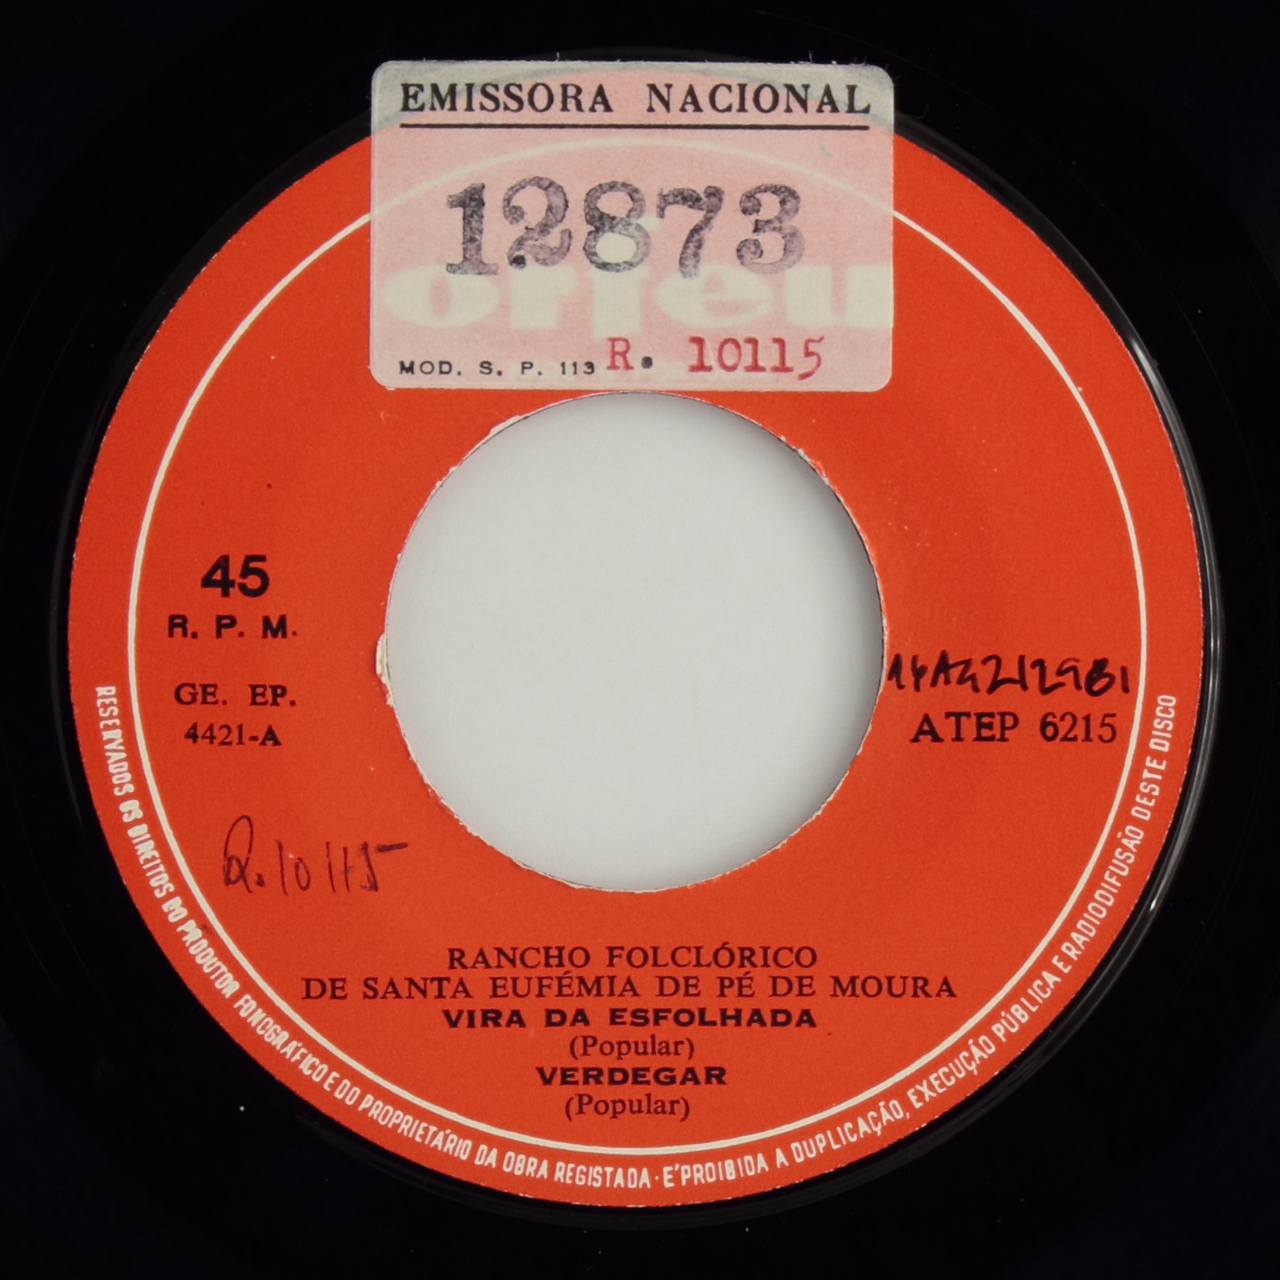 EMISSORA NACIONAL
12873
orfeu
MOD. S. P. 113 R. 10115
45
R. P. M.
GE. EP.
4421-A
ATEP 6215
R.10115
RANCHO FOLCLÓRICO
DE SANTA EUFÉMIA DE PÉ DE MOURA
VIRA DA ESFOLHADA
(Popular)
VERDEGAR
(Popular)
RESERVADOS OS DIREITOS DO PRODUTOR FONOGRÁFICO E DO PROPRIETÁRIO DA OBRA REGISTADA · É PROIBIDA A DUPLICAÇÃO, EXECUÇÃO PÚBLICA E RADIODIFUSÃO DESTE DISCO